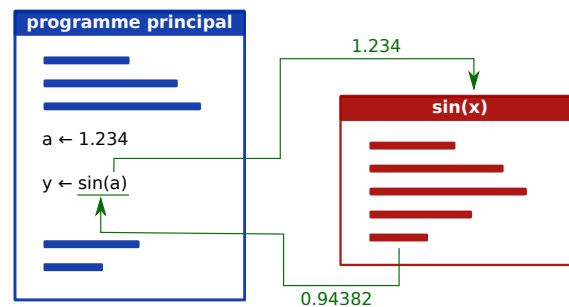 programme principal
1.234
sin(x)
a ← 1.234
y ← sin(a)
0.94382